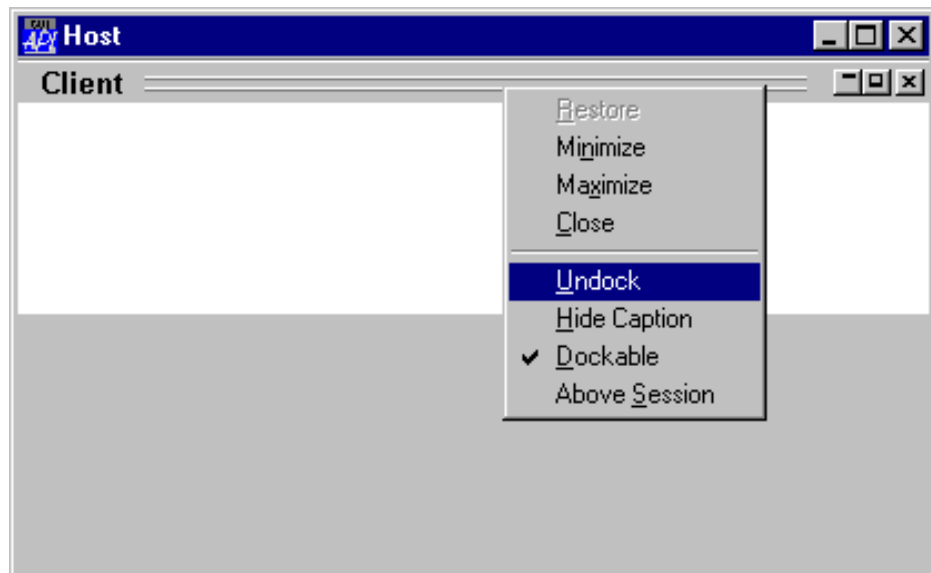 Host
Client
Restore
Minimize
Maximize
Close
Undock
Hide Caption
Dockable
Above Session